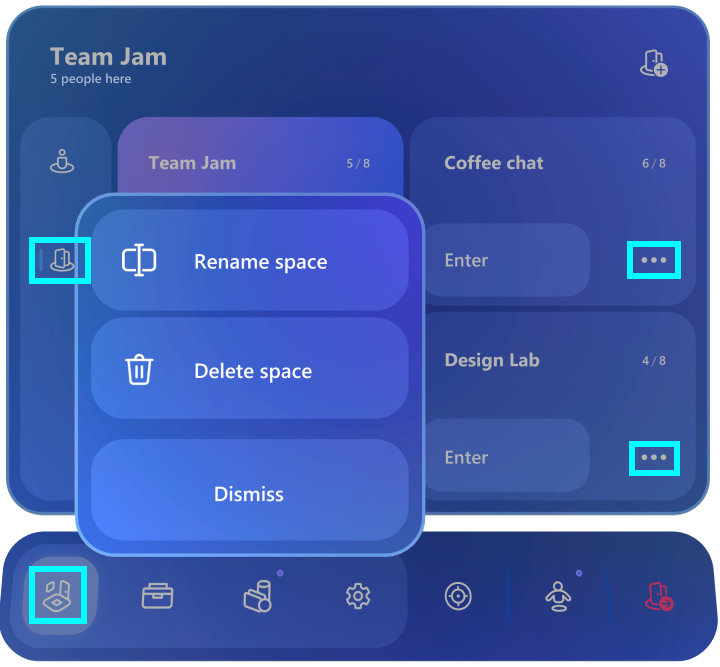 Team Jam
5 people here
Team Jam 5/8
Coffee chat 6/8
Rename space
Enter
Delete space
Design Lab 4/8
Enter
Dismiss